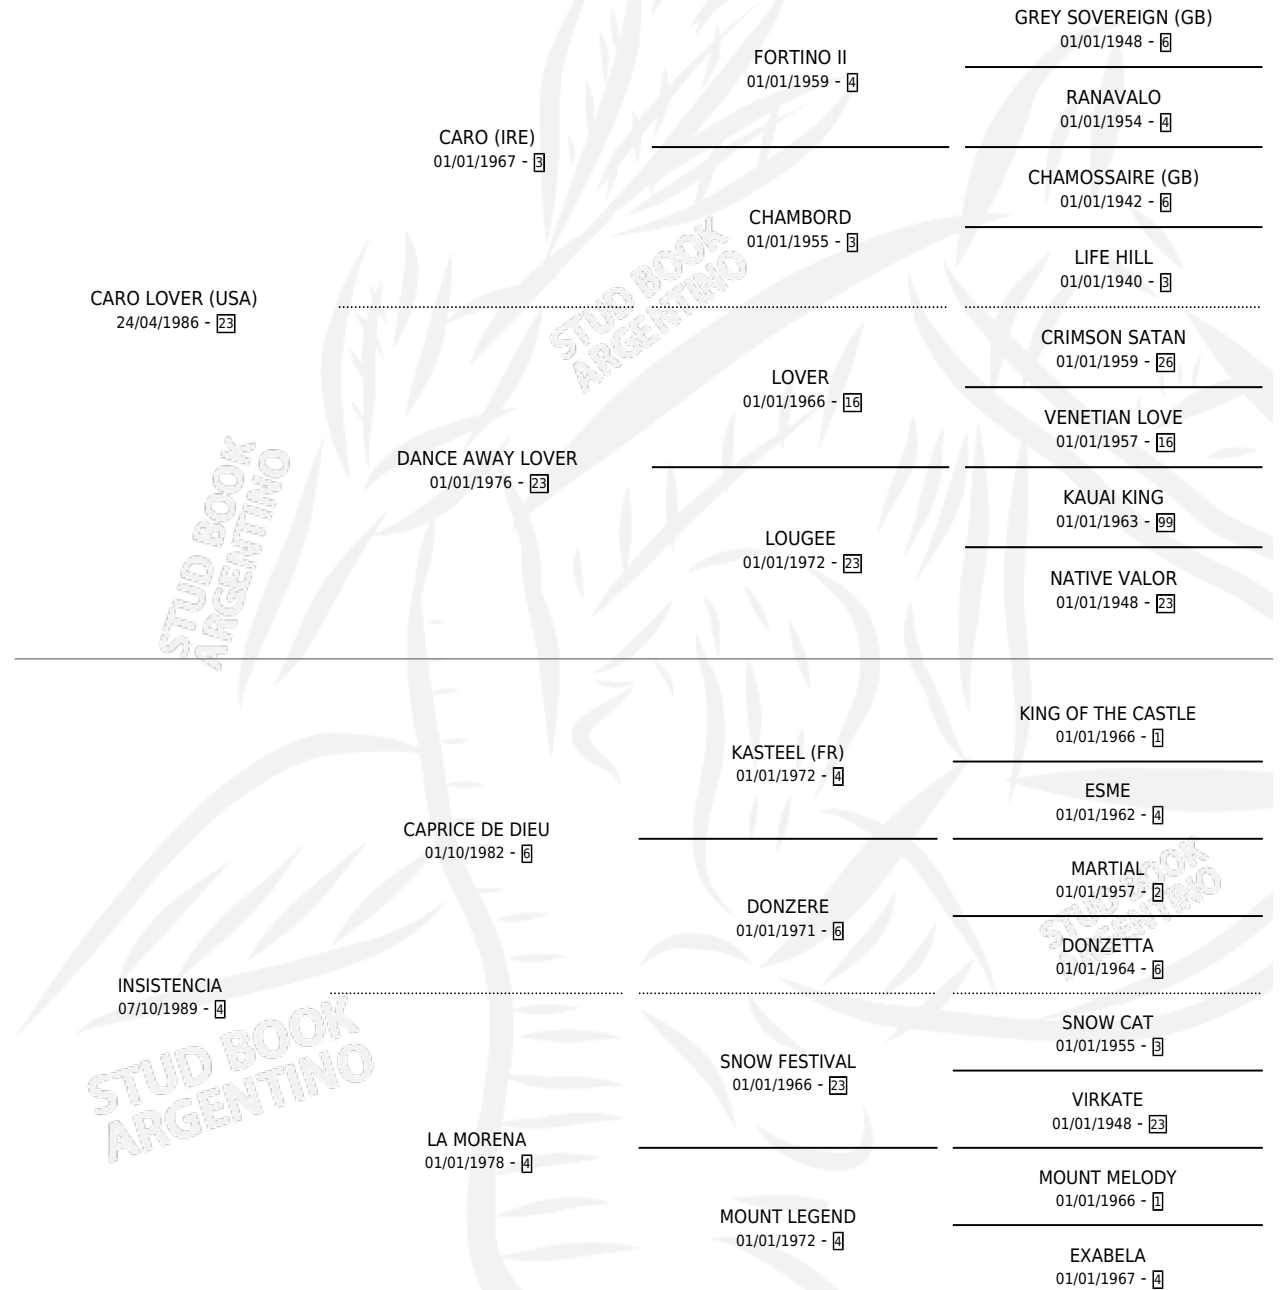 GREY SOVEREIGN (GB)
01/01/1948 - 6
FORTINO II
01/01/1959 - 4
RANAVALO
01/01/1954 - 4
CARO (IRE)
01/01/1967 - 3
CHAMOSSAIRE (GB)
01/01/1942 - 6
CHAMBORD
01/01/1955 - 3
LIFE HILL
01/01/1940 - 3
CARO LOVER (USA)
24/04/1986 - 23
CRIMSON SATAN
01/01/1959 - 26
LOVER
01/01/1966 - 16
VENETIAN LOVE
01/01/1957 - 16
DANCE AWAY LOVER
01/01/1976 - 23
KAUAI KING
01/01/1963 - 99
LOUGEE
01/01/1972 - 23
NATIVE VALOR
01/01/1948 - 23
STUD BOOK
ARGENTINO
STUD BOOK
ARGENTINO
KING OF THE CASTLE
01/01/1966 - 1
KASTEEL (FR)
01/01/1972 - 4
ESME
01/01/1962 - 4
CAPRICE DE DIEU
01/10/1982 - 6
MARTIAL
01/01/1957 - 2
DONZERE
01/01/1971 - 6
DONZETTA
01/01/1964 - 6
INSISTENCIA
07/10/1989 - 4
SNOW CAT
01/01/1955 - 3
SNOW FESTIVAL
01/01/1966 - 23
VIRKATE
01/01/1948 - 23
LA MORENA
01/01/1978 - 4
MOUNT MELODY
01/01/1966 - 1
MOUNT LEGEND
01/01/1972 - 4
EXABELA
01/01/1967 - 4
STUD BOOK
ARGENTINO
STUD BOOK
ARGENTINO